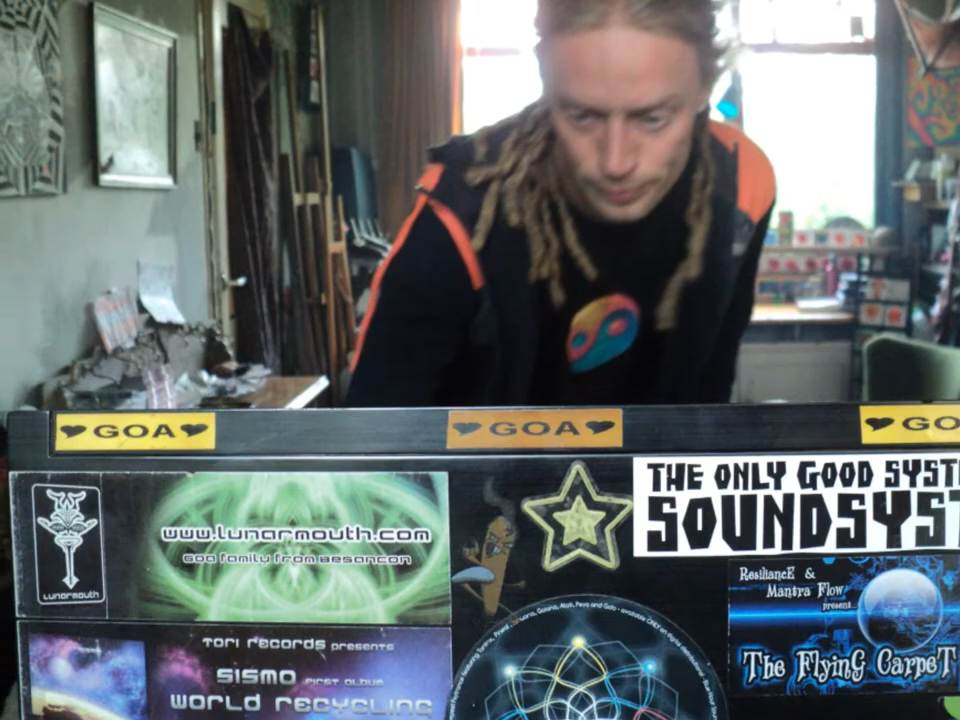 GOA
GOA
GO
www.lunarmouth.com
Goa family from Besancon
Lunarmouth
THE ONLY GOOD SYSTE
SOUNDSYST
ResiliancE &
Mantra Flow
present...
The Flying CarpeT
TORI RECORDS PRESENTS
SISMO FIRST ALBUM
WORLD RECYCLING